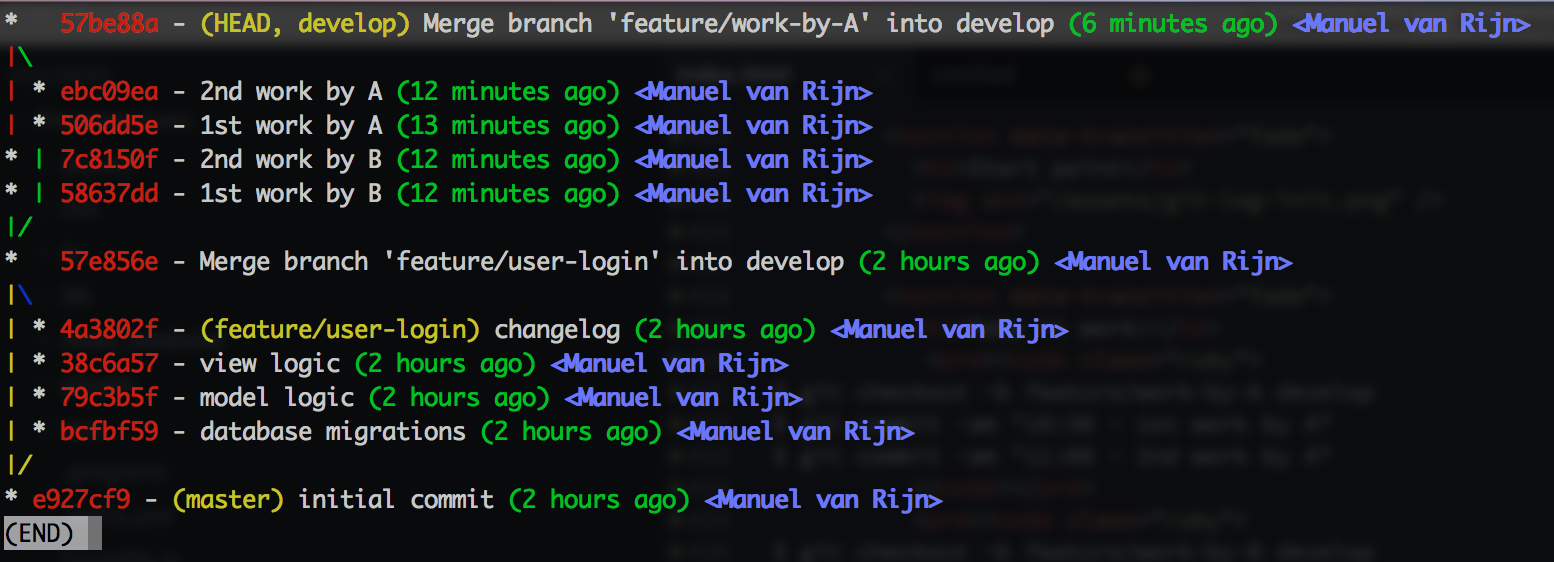 *   57be88a - (HEAD, develop) Merge branch 'feature/work-by-A' into develop (6 minutes ago) <Manuel van Rijn>
|\
| * ebc09ea - 2nd work by A (12 minutes ago) <Manuel van Rijn>
| * 506dd5e - 1st work by A (13 minutes ago) <Manuel van Rijn>
* | 7c8150f - 2nd work by B (12 minutes ago) <Manuel van Rijn>
* | 58637dd - 1st work by B (12 minutes ago) <Manuel van Rijn>
|/
*   57e856e - Merge branch 'feature/user-login' into develop (2 hours ago) <Manuel van Rijn>
|\
| * 4a3802f - (feature/user-login) changelog (2 hours ago) <Manuel van Rijn>
| * 38c6a57 - view logic (2 hours ago) <Manuel van Rijn>
| * 79c3b5f - model logic (2 hours ago) <Manuel van Rijn>
| * bcfbf59 - database migrations (2 hours ago) <Manuel van Rijn>
|/
* e927cf9 - (master) initial commit (2 hours ago) <Manuel van Rijn>
(END)